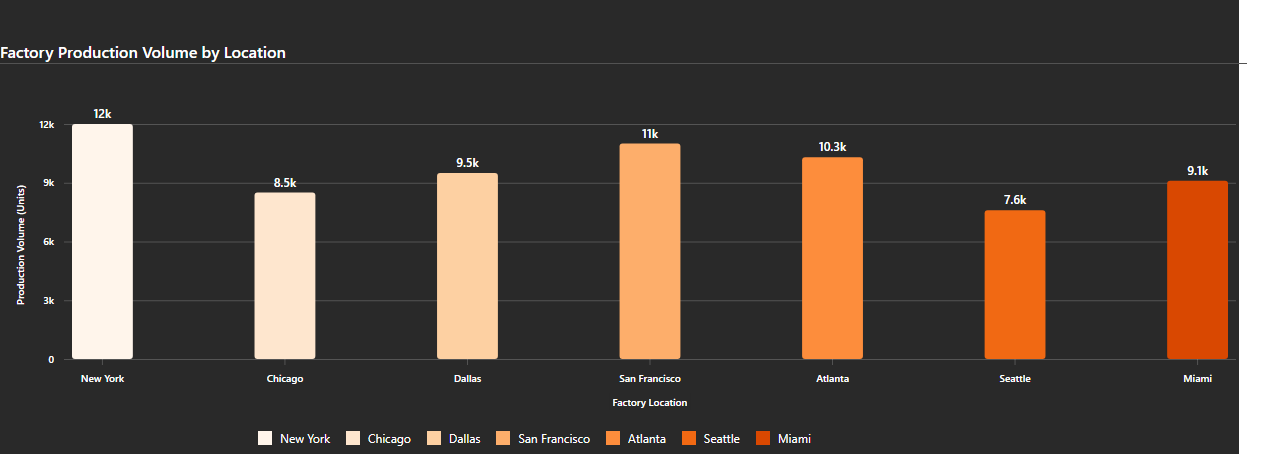 Factory Production Volume by Location
12k
8.5k
9.5k
11k
10.3k
7.6k
9.1k
12k
9k
6k
3k
0
Production Volume (Units)
New York Chicago Dallas San Francisco Atlanta Seattle Miami
Factory Location
New York Chicago Dallas San Francisco Atlanta Seattle Miami